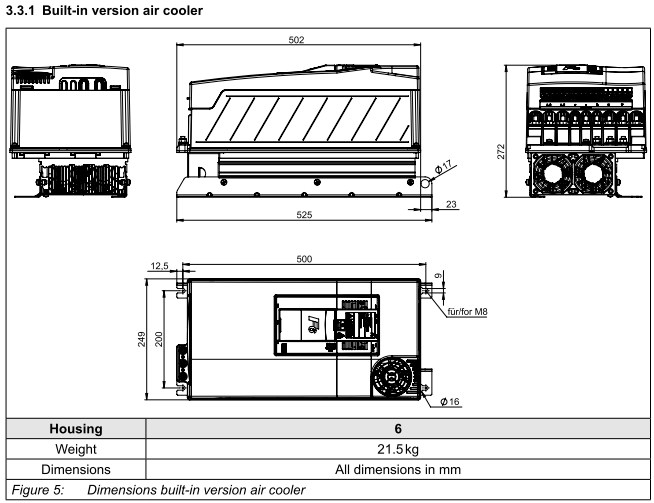 3.3.1 Built-in version air cooler
502
272
Ø17
23
525
500
12,5
9
für/for M8
249
200
Ø16
Housing 6
Weight 21.5 kg
Dimensions All dimensions in mm
Figure 5: Dimensions built-in version air cooler